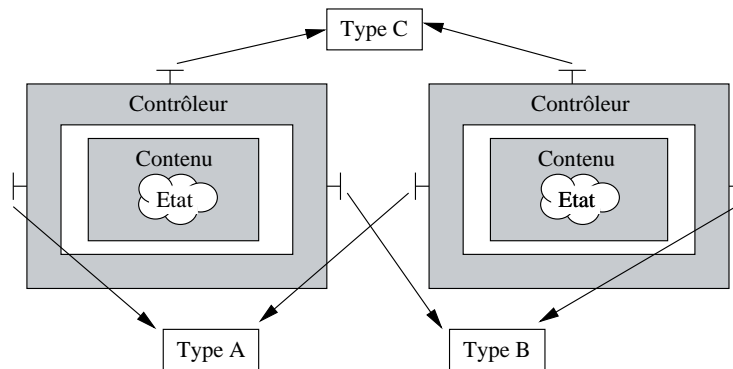 Type C
Contrôleur
Contrôleur
Contenu
Contenu
Etat
Etat
Type A
Type B